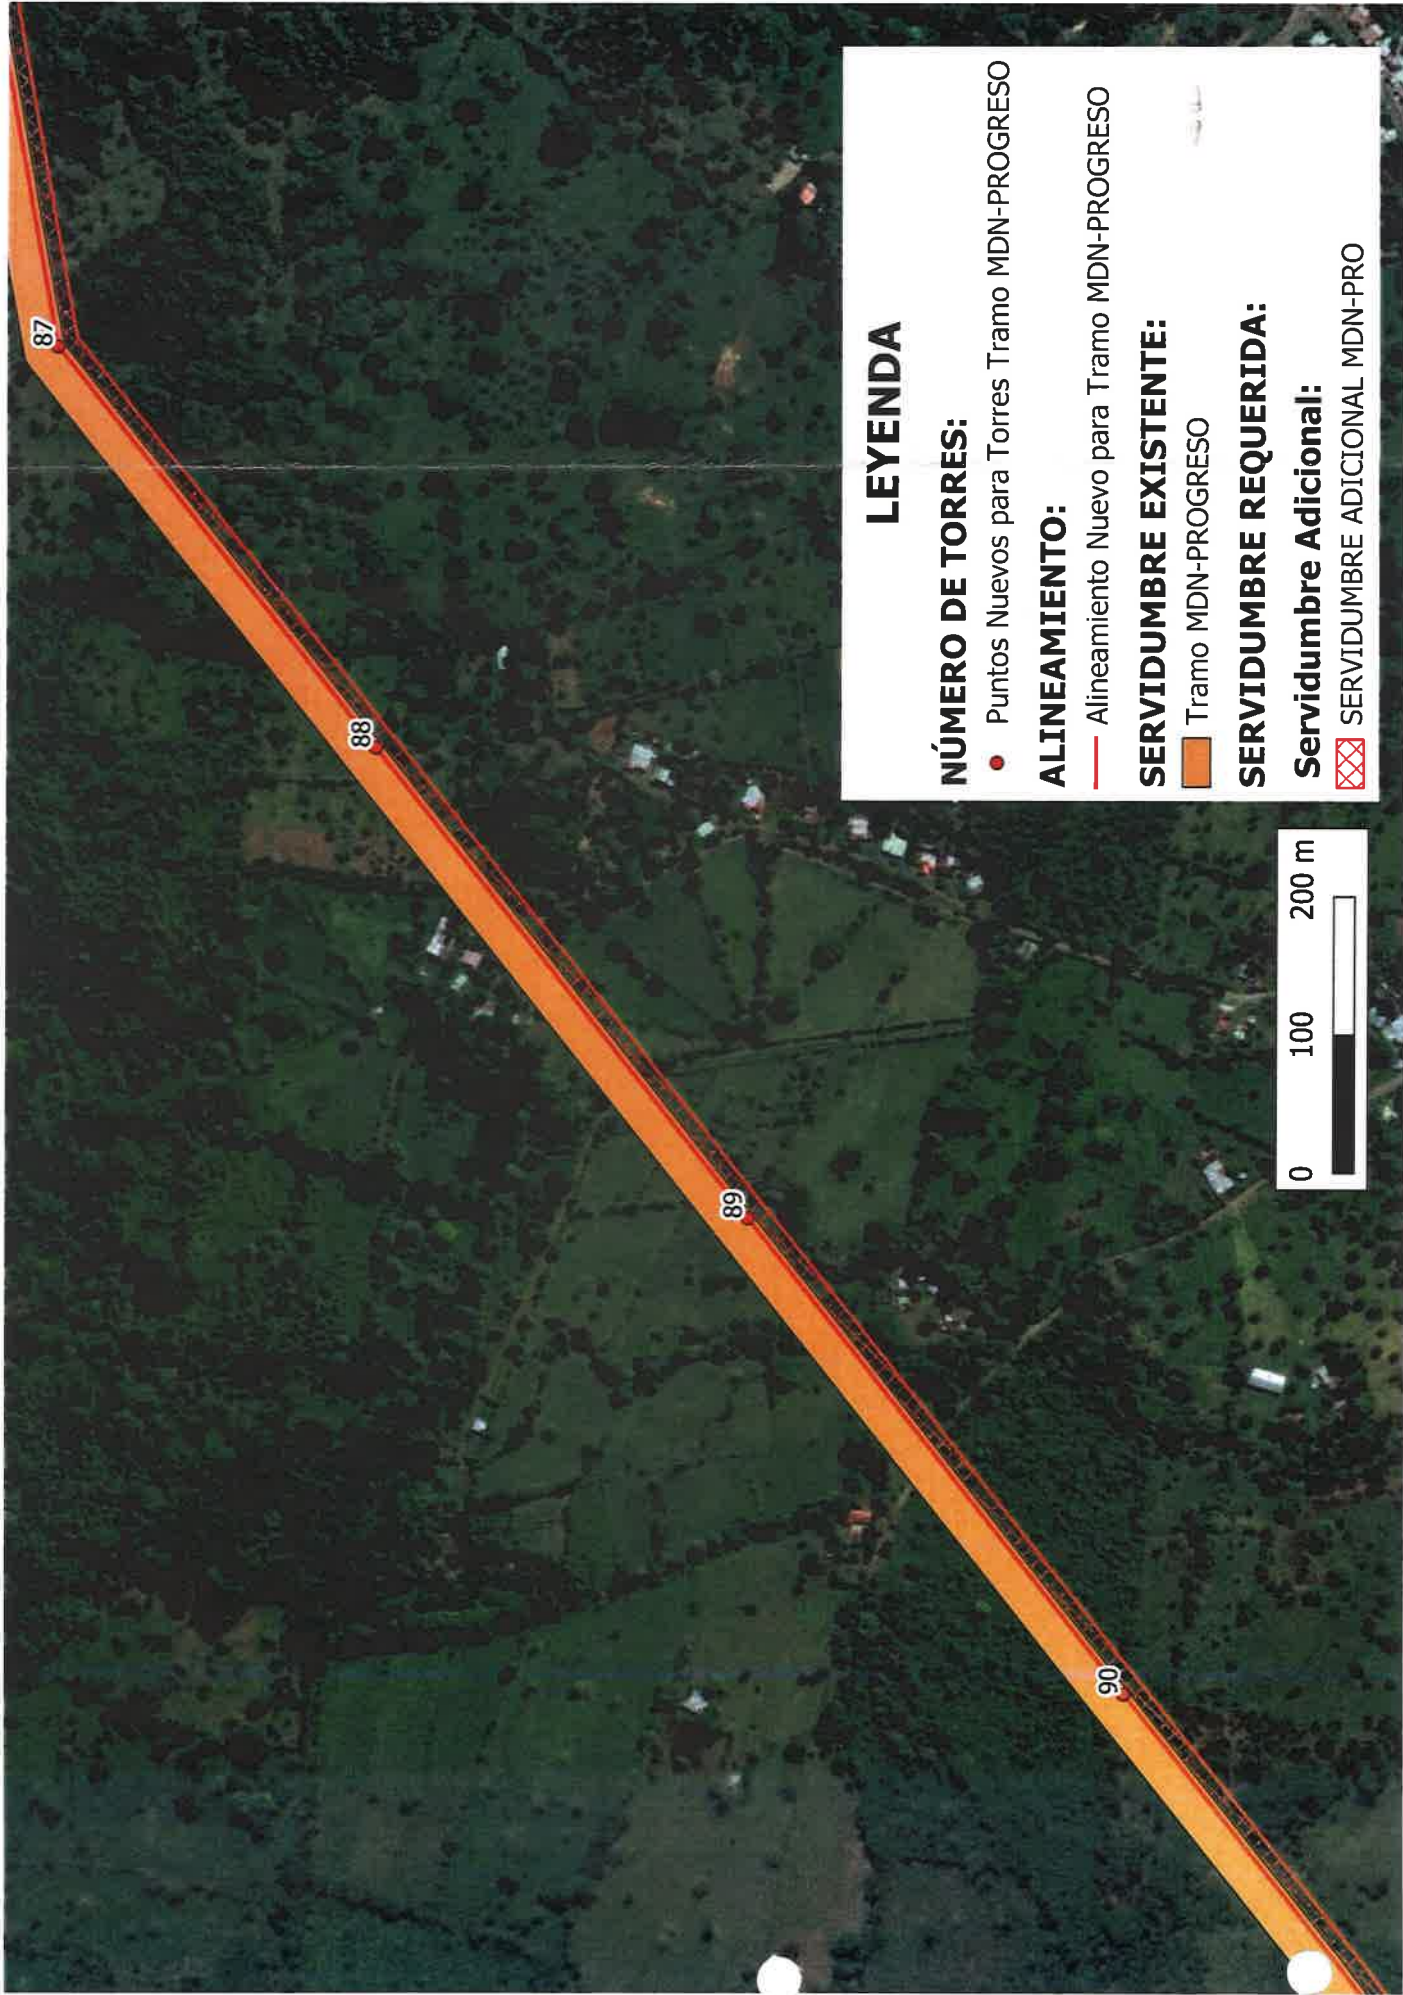 87
88
89
90
LEYENDA
NÚMERO DE TORRES:
Puntos Nuevos para Torres Tramo MDN-PROGRESO
ALINEAMIENTO:
Alineamiento Nuevo para Tramo MDN-PROGRESO
SERVIDUMBRE EXISTENTE:
Tramo MDN-PROGRESO
SERVIDUMBRE REQUERIDA:
Servidumbre Adicional:
SERVIDUMBRE ADICIONAL MDN-PRO
0 100 200 m